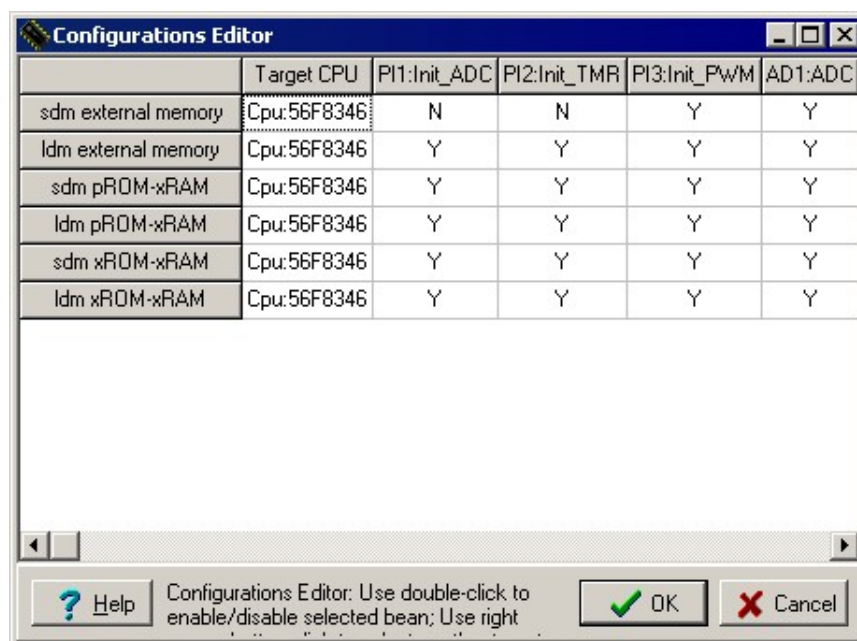 Configurations Editor
Target CPU PI1:Init_ADC PI2:Init_TMR PI3:Init_PWM AD1:ADC
sdm external memory Cpu:56F8346 N N Y Y
ldm external memory Cpu:56F8346 Y Y Y Y
sdm pROM-xRAM Cpu:56F8346 Y Y Y Y
ldm pROM-xRAM Cpu:56F8346 Y Y Y Y
sdm xROM-xRAM Cpu:56F8346 Y Y Y Y
ldm xROM-xRAM Cpu:56F8346 Y Y Y Y
Help
Configurations Editor: Use double-click to
enable/disable selected bean; Use right
OK
Cancel